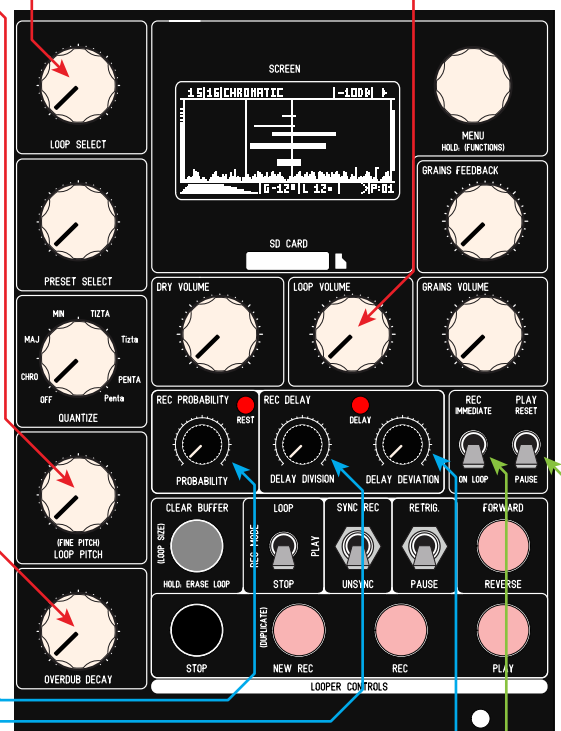 LOOP SELECT
SCREEN
15|16|CHROMATIC
MENU
HOLD: (FUNCTIONS)
PRESET SELECT
SD CARD
GRAINS FEEDBACK
DRY VOLUME
LOOP VOLUME
GRAINS VOLUME
MIN
TIZTA
MAJ
Tizta
CHRO
PENTA
OFF
Penta
QUANTIZE
REC PROBABILITY
REST
PROBABILITY
REC DELAY
DELAY
DELAY DIVISION
DELAY DEVIATION
REC
IMMEDIATE
ON LOOP
PLAY
RESET
PAUSE
(FINE PITCH)
LOOP PITCH
CLEAR BUFFER
(LOOP SIZE)
HOLD: ERASE LOOP
LOOP
REC MODE
PLAY
STOP
SYNC REC
UNSYNC
RETRIG.
PAUSE
FORWARD
REVERSE
OVERDUB DECAY
STOP
(DUPLICATE)
NEW REC
REC
PLAY
LOOPER CONTROLS